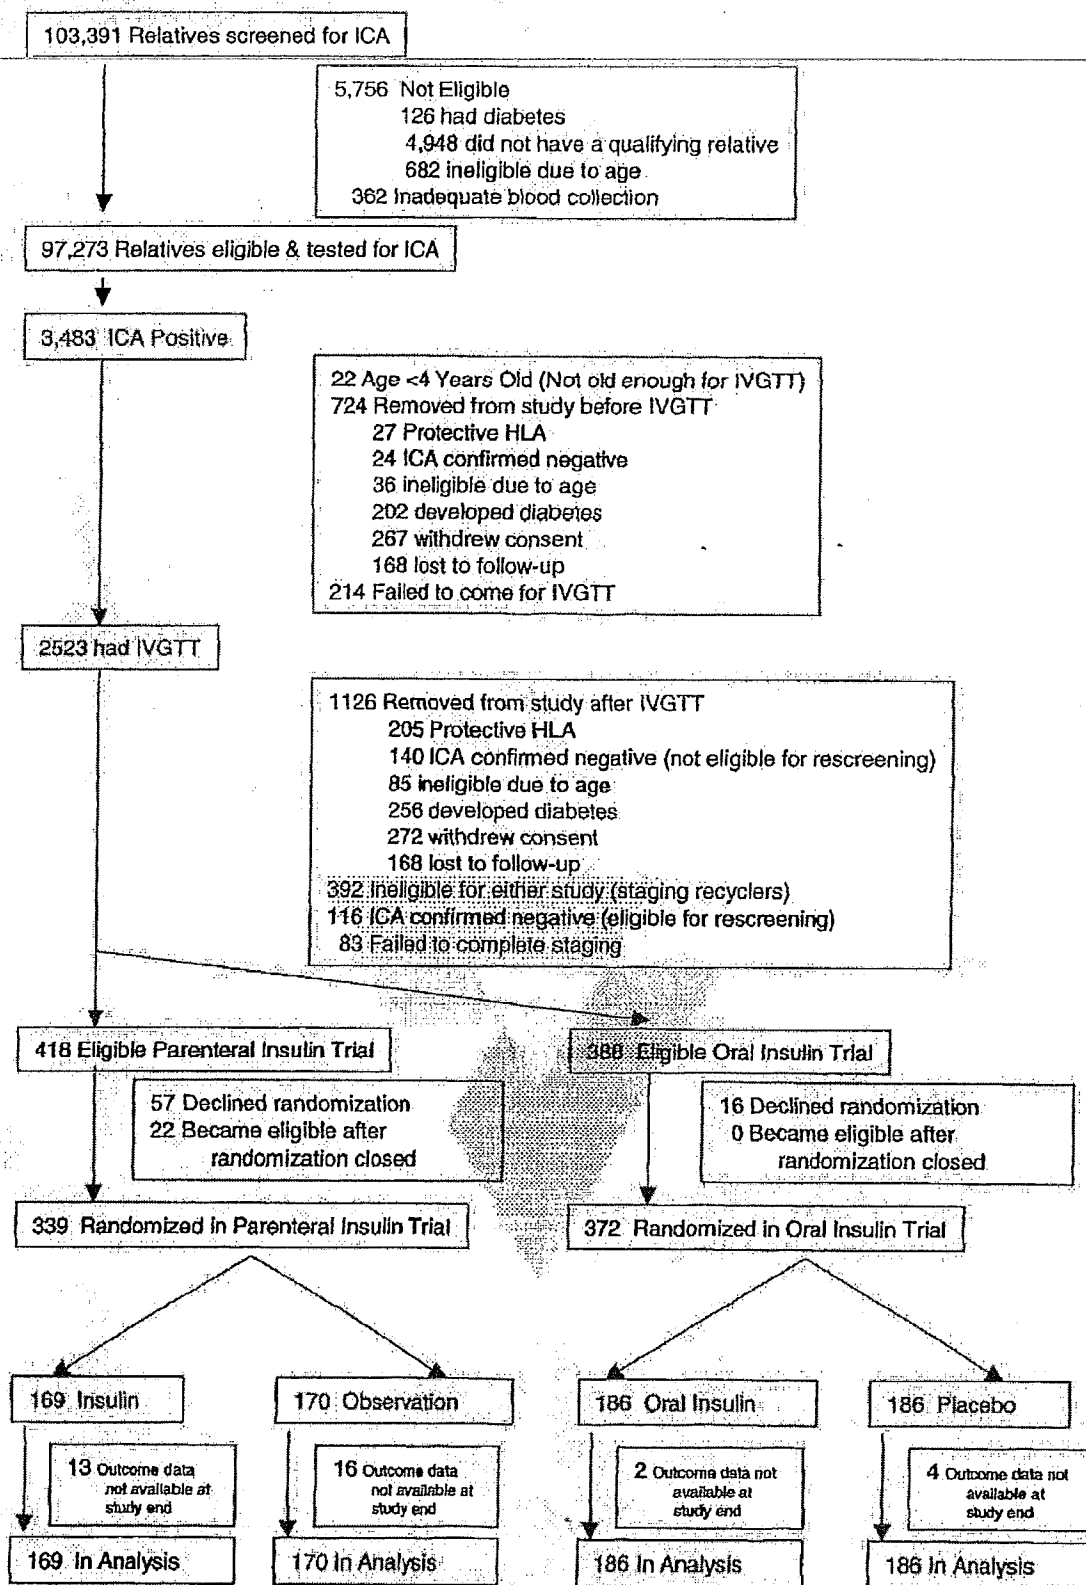 103,391 Relatives screened for ICA
5,756 Not Eligible
126 had diabetes
4,948 did not have a qualifying relative
682 ineligible due to age
362 Inadequate blood collection
97,273 Relatives eligible & tested for ICA
3,483 ICA Positive
22 Age <4 Years Old (Not old enough for IVGTT)
724 Removed from study before IVGTT
27 Protective HLA
24 ICA confirmed negative
36 ineligible due to age
202 developed diabetes
267 withdrew consent
168 lost to follow-up
214 Failed to come for IVGTT
2523 had IVGTT
1126 Removed from study after IVGTT
205 Protective HLA
140 ICA confirmed negative (not eligible for rescreening)
85 ineligible due to age
256 developed diabetes
272 withdrew consent
168 lost to follow-up
392 Ineligible for either study (staging recyclers)
116 ICA confirmed negative (eligible for rescreening)
83 Failed to complete staging
418 Eligible Parenteral Insulin Trial
388 Eligible Oral Insulin Trial
57 Declined randomization
22 Became eligible after
randomization closed
16 Declined randomization
0 Became eligible after
randomization closed
339 Randomized in Parenteral Insulin Trial
372 Randomized in Oral Insulin Trial
169 Insulin
170 Observation
186 Oral Insulin
186 Placebo
13 Outcome data
not available at
study end
16 Outcome data
not available at
study end
2 Outcome data not
available at
study end
4 Outcome data not
available at
study end
169 In Analysis
170 In Analysis
186 In Analysis
186 In Analysis